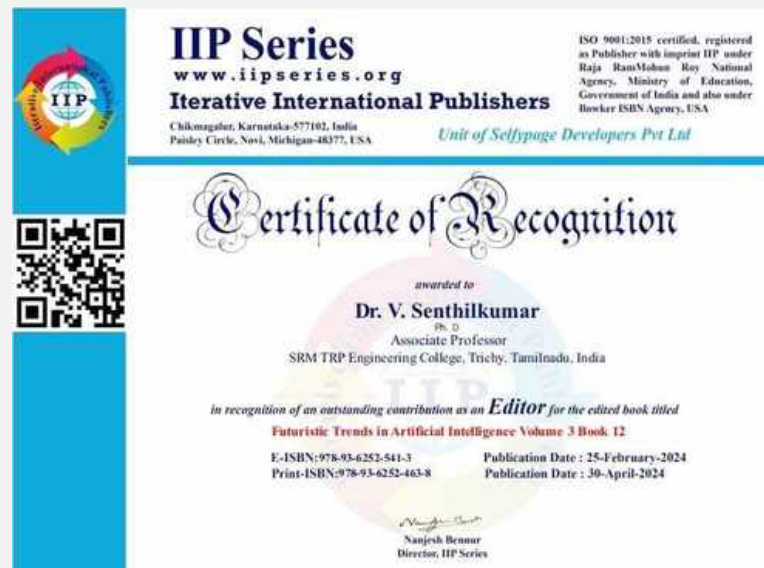 IIP Series
www.iipseries.org
Iterative International Publishers
Chikmagalur, Karnataka-577102, India
Paisley Circle, Novi, Michigan-48377, USA
Unit of Selfypage Developers Pvt Ltd
ISO 9001:2015 certified, registered
as Publisher with imprint IIP under
Raja RamMohun Roy National
Agency, Ministry of Education,
Government of India and also under
Bowker ISBN Agency, USA
Iterative International Publishers
IIP
Certificate of Recognition
awarded to
Dr. V. Senthilkumar
Ph. D
Associate Professor
SRM TRP Engineering College, Trichy, Tamilnadu, India
in recognition of an outstanding contribution as an Editor for the edited book titled
Futuristic Trends in Artificial Intelligence Volume 3 Book 12
E-ISBN:978-93-6252-541-3 Publication Date : 25-February-2024
Print-ISBN:978-93-6252-463-8 Publication Date : 30-April-2024
Nanjesh Bennur
Director, IIP Series